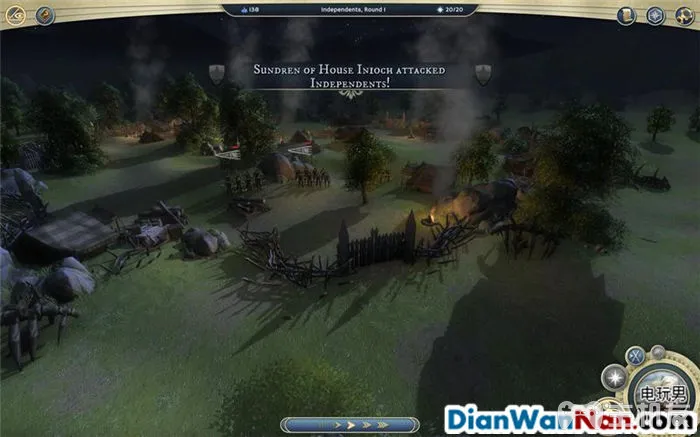 138
Independents, Round 1
20/20
Sundren of House Inioch attacked
Independents!
电玩男
DianWanNan.com